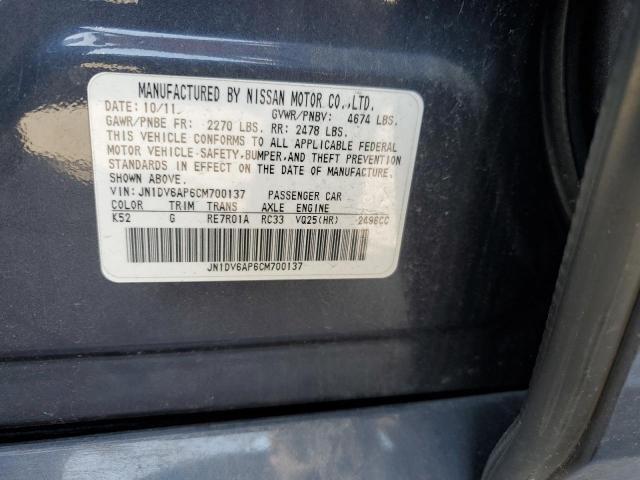 MANUFACTURED BY NISSAN MOTOR CO.,LTD.
DATE: 10/11 GVWR/PNBV: 4674 LBS.
GAWR/PNBE FR: 2270 LBS. RR: 2478 LBS.
THIS VEHICLE CONFORMS TO ALL APPLICABLE FEDERAL
MOTOR VEHICLE SAFETY, BUMPER, AND THEFT PREVENTION
STANDARDS IN EFFECT ON THE DATE OF MANUFACTURE
SHOWN ABOVE.
VIN: JN1DV6AP6CM700137 PASSENGER CAR
COLOR TRIM TRANS AXLE ENGINE
K52 G RE7R01A RC33 VQ25(HR) 2496CC
JN1DV6AP6CM700137